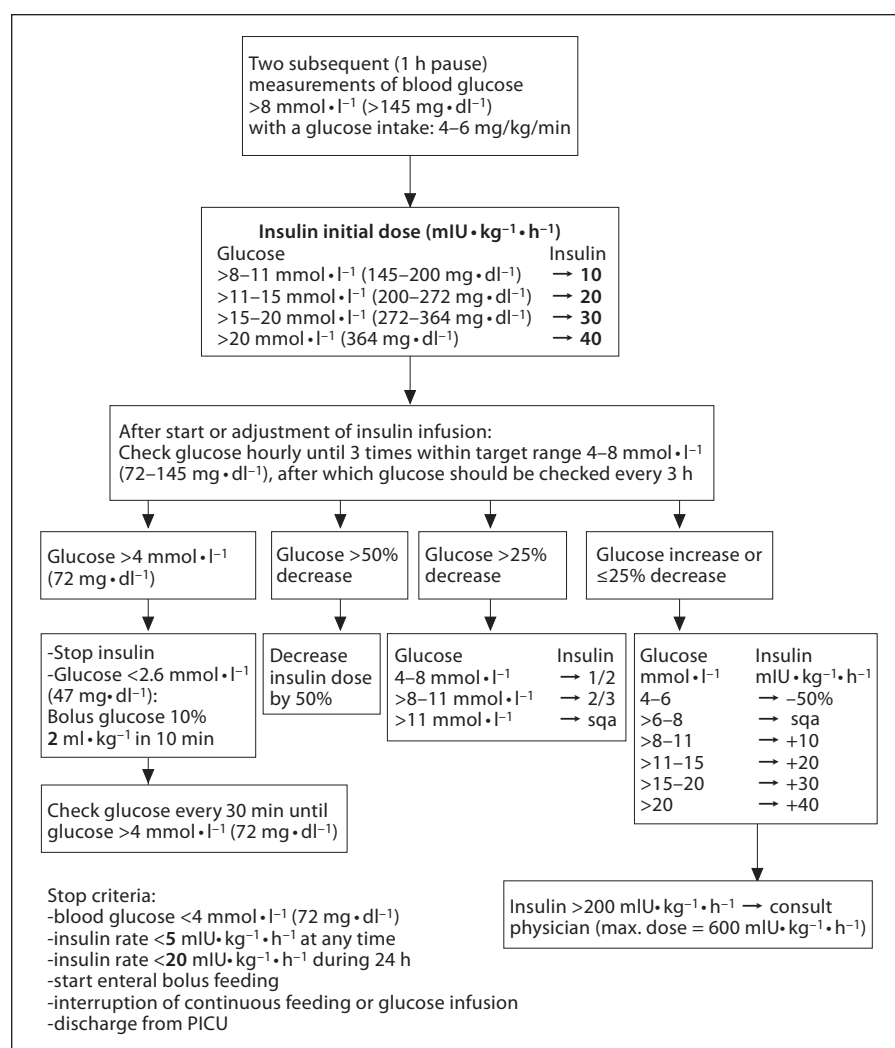 Two subsequent (1 h pause)
measurements of blood glucose
>8 mmol•l⁻¹ (>145 mg•dl⁻¹)
with a glucose intake: 4–6 mg/kg/min
Insulin initial dose (mIU•kg⁻¹•h⁻¹)
Glucose Insulin
>8–11 mmol•l⁻¹ (145–200 mg•dl⁻¹) → 10
>11–15 mmol•l⁻¹ (200–272 mg•dl⁻¹) → 20
>15–20 mmol•l⁻¹ (272–364 mg•dl⁻¹) → 30
>20 mmol•l⁻¹ (364 mg•dl⁻¹) → 40
After start or adjustment of insulin infusion:
Check glucose hourly until 3 times within target range 4–8 mmol•l⁻¹
(72–145 mg•dl⁻¹), after which glucose should be checked every 3 h
Glucose >4 mmol•l⁻¹
(72 mg•dl⁻¹)
Glucose >50%
decrease
Glucose >25%
decrease
Glucose increase or
≤25% decrease
-Stop insulin
-Glucose <2.6 mmol•l⁻¹
(47 mg•dl⁻¹):
Bolus glucose 10%
2 ml•kg⁻¹ in 10 min
Decrease
insulin dose
by 50%
Glucose Insulin
4–8 mmol•l⁻¹ → 1/2
>8–11 mmol•l⁻¹ → 2/3
>11 mmol•l⁻¹ → sqa
Glucose Insulin
mmol•l⁻¹ mIU•kg⁻¹•h⁻¹
4–6 → –50%
>6–8 → sqa
>8–11 → +10
>11–15 → +20
>15–20 → +30
>20 → +40
Check glucose every 30 min until
glucose >4 mmol•l⁻¹ (72 mg•dl⁻¹)
Insulin >200 mIU•kg⁻¹•h⁻¹ → consult
physician (max. dose = 600 mIU•kg⁻¹•h⁻¹)
Stop criteria:
-blood glucose <4 mmol•l⁻¹ (72 mg•dl⁻¹)
-insulin rate <5 mIU•kg⁻¹•h⁻¹ at any time
-insulin rate <20 mIU•kg⁻¹•h⁻¹ during 24 h
-start enteral bolus feeding
-interruption of continuous feeding or glucose infusion
-discharge from PICU